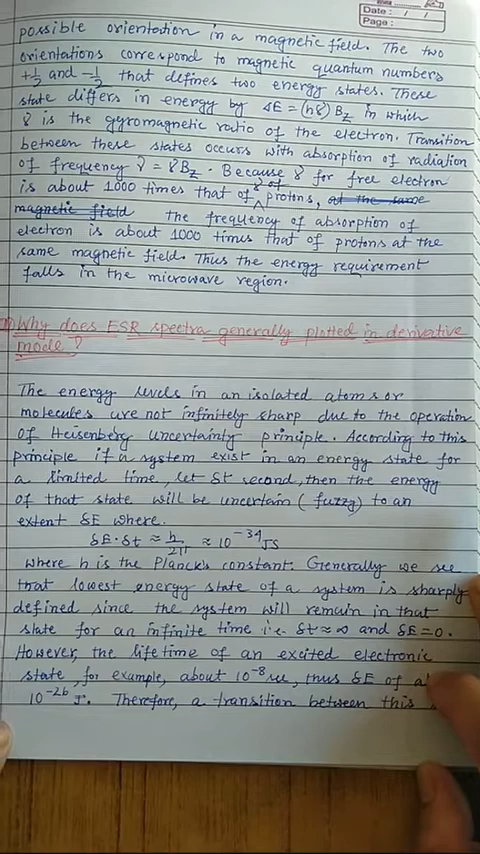 Date : / /
Page :
possible orientation in a magnetic field. The two
orientations correspond to magnetic quantum numbers
+½ and -½ that defines two energy states. These
state differs in energy by ΔE = (hγ) Bz in which
γ is the gyromagnetic ratio of the electron. Transition
between these states occurs with absorption of radiation
of frequency ν = γBz. Because γ for free electron
is about 1000 times that of γ of protons, at the same
magnetic field the frequency of absorption of
electron is about 1000 times that of protons at the
same magnetic field. Thus the energy requirement
falls in the microwave region.
Why does ESR spectra generally plotted in derivative
mode ?
The energy levels in an isolated atoms or
molecules are not infinitely sharp due to the operation
of Heisenberg uncertainty principle. According to this
principle if a system exist in an energy state for
a limited time, let δt second, then the energy
of that state will be uncertain ( fuzzy) to an
extent δE where.
δE·δt ≈ h/2π ≈ 10⁻³⁴ JS
where h is the Planck's constant. Generally we see
that lowest energy state of a system is sharply
defined since the system will remain in that
state for an infinite time i.e. δt ≈ ∞ and δE = 0.
However, the lifetime of an excited electronic
state, for example, about 10⁻⁸ sec, thus δE of
10⁻²⁶ J. Therefore, a transition between this